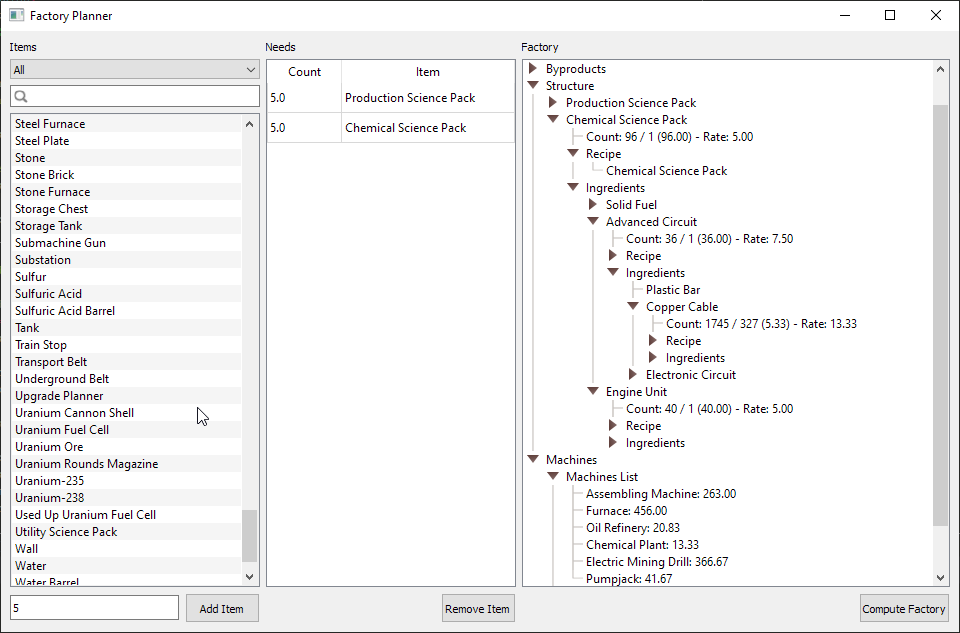 Factory Planner
Items
All
Steel Furnace
Steel Plate
Stone
Stone Brick
Stone Furnace
Storage Chest
Storage Tank
Submachine Gun
Substation
Sulfur
Sulfuric Acid
Sulfuric Acid Barrel
Tank
Train Stop
Transport Belt
Underground Belt
Upgrade Planner
Uranium Cannon Shell
Uranium Fuel Cell
Uranium Ore
Uranium Rounds Magazine
Uranium-235
Uranium-238
Used Up Uranium Fuel Cell
Utility Science Pack
Wall
Water
Water Barrel
5
Add Item
Needs
Count Item
5.0 Production Science Pack
5.0 Chemical Science Pack
Remove Item
Factory
Byproducts
Structure
Production Science Pack
Chemical Science Pack
Count: 96 / 1 (96.00) - Rate: 5.00
Recipe
Chemical Science Pack
Ingredients
Solid Fuel
Advanced Circuit
Count: 36 / 1 (36.00) - Rate: 7.50
Recipe
Ingredients
Plastic Bar
Copper Cable
Count: 1745 / 327 (5.33) - Rate: 13.33
Recipe
Ingredients
Electronic Circuit
Engine Unit
Count: 40 / 1 (40.00) - Rate: 5.00
Recipe
Ingredients
Machines
Machines List
Assembling Machine: 263.00
Furnace: 456.00
Oil Refinery: 20.83
Chemical Plant: 13.33
Electric Mining Drill: 366.67
Pumpjack: 41.67
Compute Factory